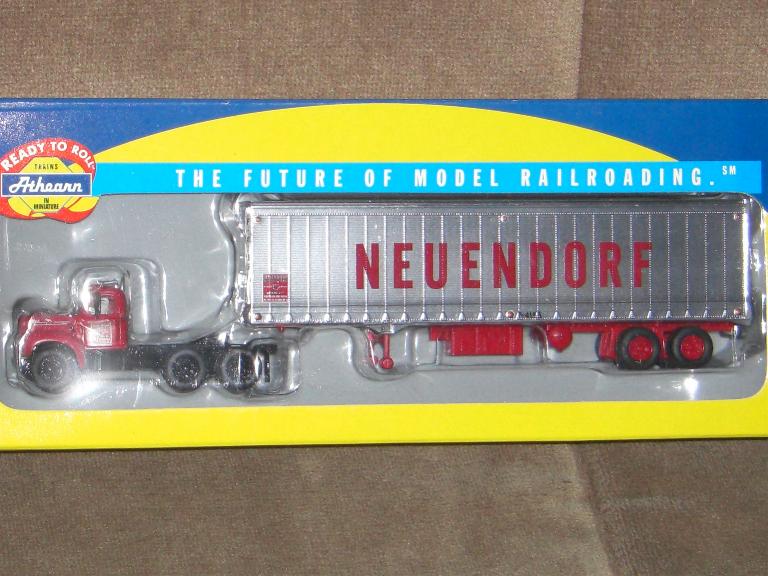 READY TO ROLL
TRAINS
Athearn
IN
MINIATURE
THE FUTURE OF MODEL RAILROADING.℠
NEUENDORF